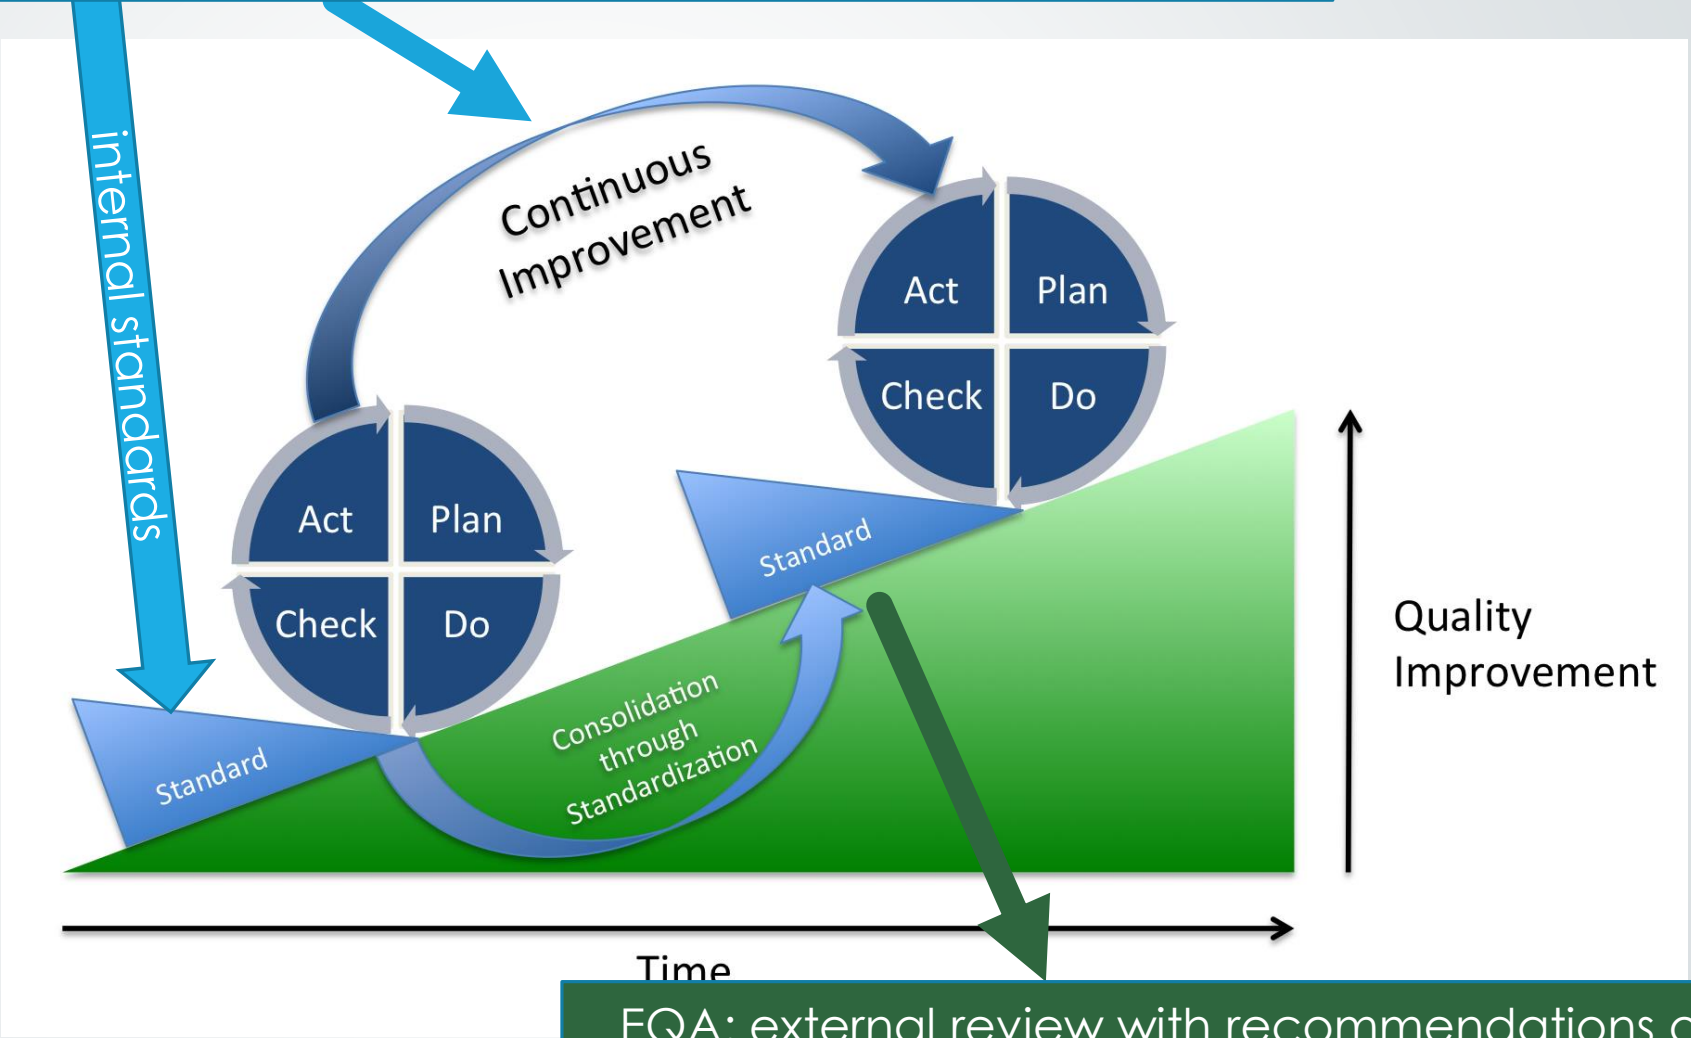 internal standards
Continuous
Improvement
Act
Plan
Check
Do
Act
Plan
Check
Do
Standard
Standard
Consolidation
through
Standardization
Quality
Improvement
Time
EQA: external review with recommendations